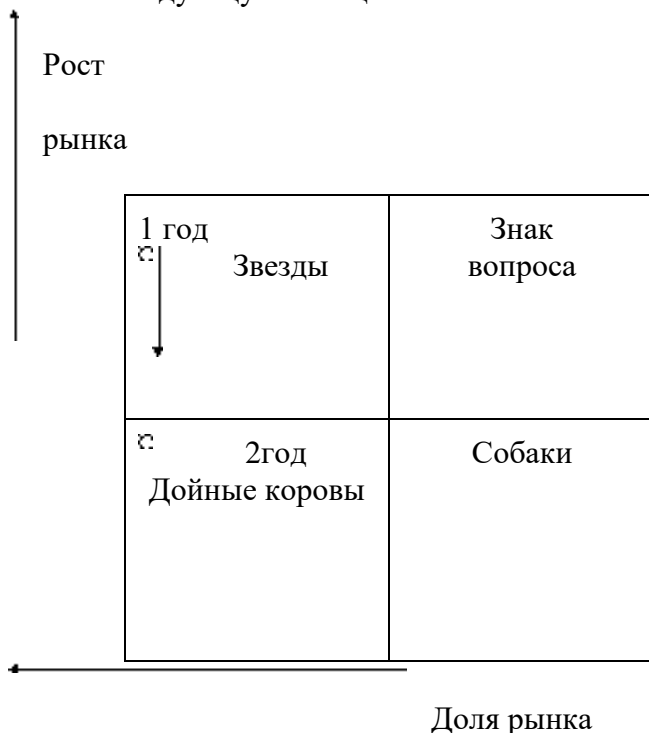 Рост
рынка
1 год
Звезды
Знак
вопроса
2год
Дойные коровы
Собаки
Доля рынка